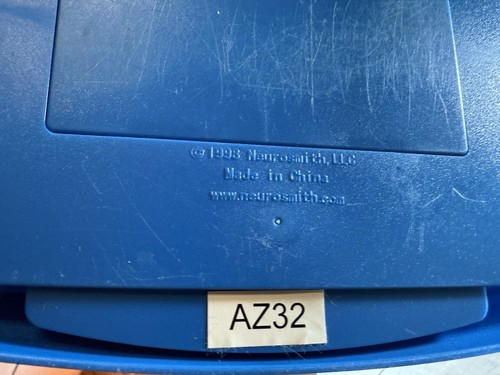 © 1998 Neurosmith, LLC
Made in China
www.neurosmith.com
AZ32